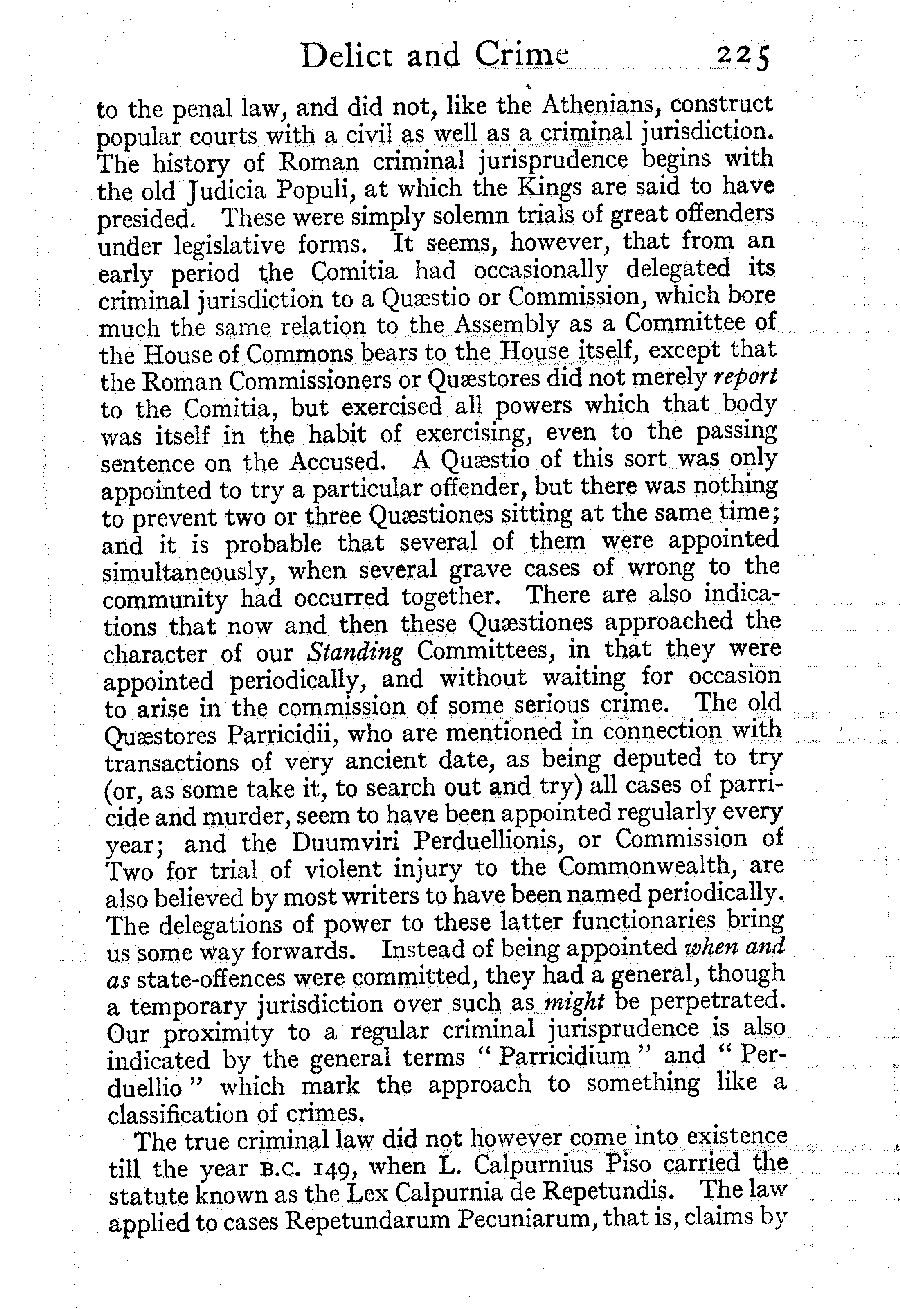 Delict and Crime 225
to the penal law, and did not, like the Athenians, construct
popular courts with a civil as well as a criminal jurisdiction.
The history of Roman criminal jurisprudence begins with
the old Judicia Populi, at which the Kings are said to have
presided. These were simply solemn trials of great offenders
under legislative forms. It seems, however, that from an
early period the Comitia had occasionally delegated its
criminal jurisdiction to a Quæstio or Commission, which bore
much the same relation to the Assembly as a Committee of
the House of Commons bears to the House itself, except that
the Roman Commissioners or Quæstores did not merely report
to the Comitia, but exercised all powers which that body
was itself in the habit of exercising, even to the passing
sentence on the Accused. A Quæstio of this sort was only
appointed to try a particular offender, but there was nothing
to prevent two or three Quæstiones sitting at the same time;
and it is probable that several of them were appointed
simultaneously, when several grave cases of wrong to the
community had occurred together. There are also indica-
tions that now and then these Quæstiones approached the
character of our Standing Committees, in that they were
appointed periodically, and without waiting for occasion
to arise in the commission of some serious crime. The old
Quæstores Parricidii, who are mentioned in connection with
transactions of very ancient date, as being deputed to try
(or, as some take it, to search out and try) all cases of parri-
cide and murder, seem to have been appointed regularly every
year; and the Duumviri Perduellionis, or Commission of
Two for trial of violent injury to the Commonwealth, are
also believed by most writers to have been named periodically.
The delegations of power to these latter functionaries bring
us some way forwards. Instead of being appointed when and
as state-offences were committed, they had a general, though
a temporary jurisdiction over such as might be perpetrated.
Our proximity to a regular criminal jurisprudence is also
indicated by the general terms “ Parricidium ” and “ Per-
duellio ” which mark the approach to something like a
classification of crimes.
The true criminal law did not however come into existence
till the year B.C. 149, when L. Calpurnius Piso carried the
statute known as the Lex Calpurnia de Repetundis. The law
applied to cases Repetundarum Pecuniarum, that is, claims by